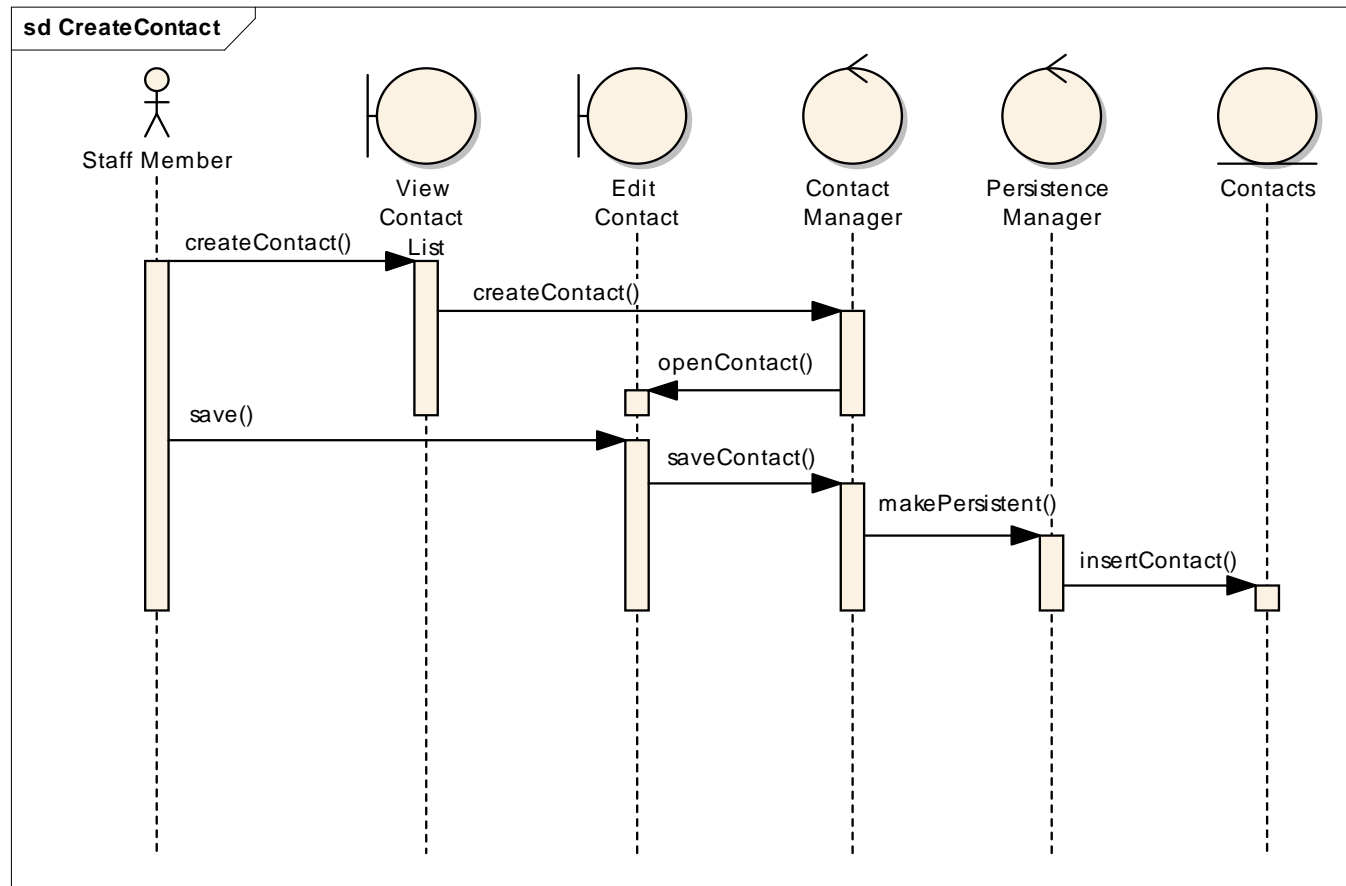 sd CreateContact
Staff Member
View
Contact
List
Edit
Contact
Contact
Manager
Persistence
Manager
Contacts
createContact()
createContact()
openContact()
save()
saveContact()
makePersistent()
insertContact()